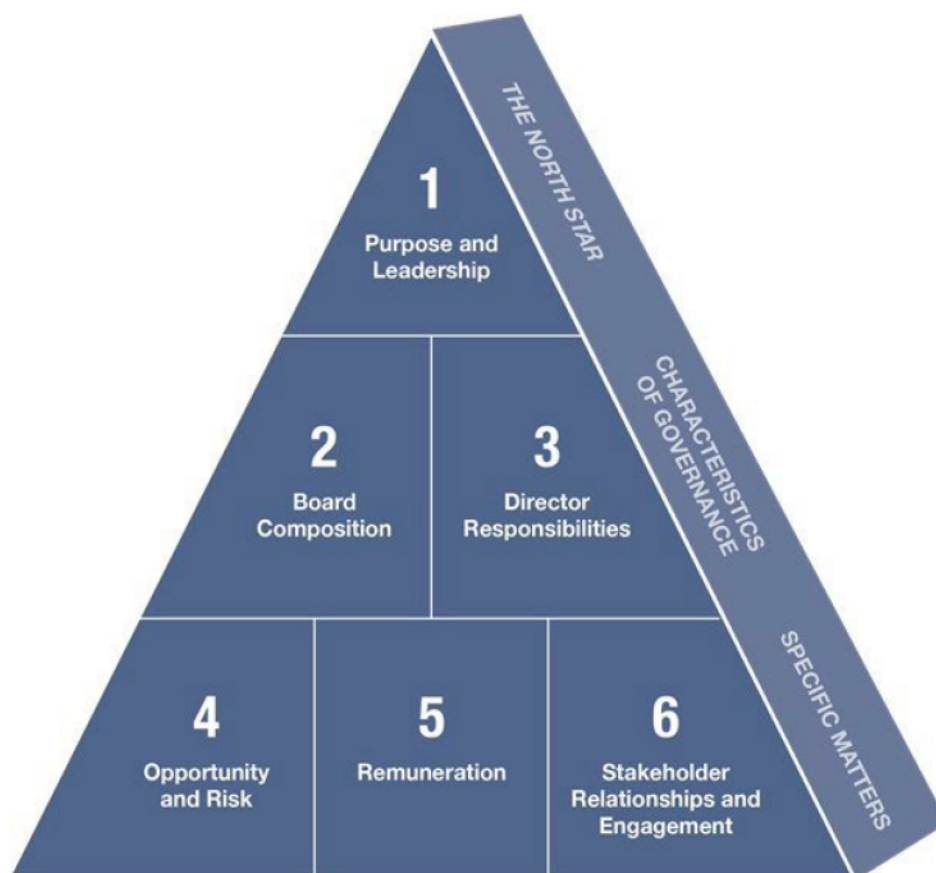 THE NORTH STAR
1
Purpose and
Leadership
CHARACTERISTICS
OF GOVERNANCE
2
Board
Composition
3
Director
Responsibilities
SPECIFIC MATTERS
4
Opportunity
and Risk
5
Remuneration
6
Stakeholder
Relationships and
Engagement